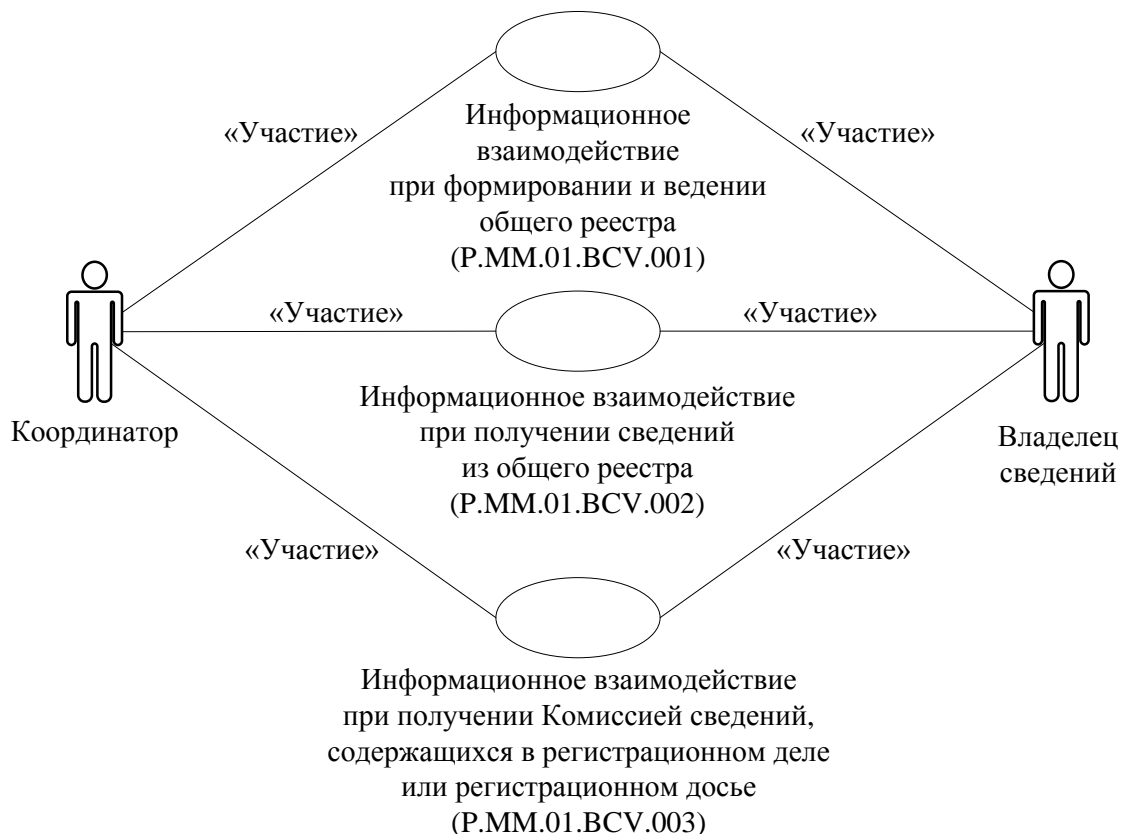 «Участие»
«Участие»
Информационное
взаимодействие
при формировании и ведении
общего реестра
(P.MM.01.BCV.001)
«Участие»
«Участие»
Координатор
Владелец
сведений
Информационное взаимодействие
при получении сведений
из общего реестра
(P.MM.01.BCV.002)
«Участие»
«Участие»
Информационное взаимодействие
при получении Комиссией сведений,
содержащихся в регистрационном деле
или регистрационном досье
(P.MM.01.BCV.003)